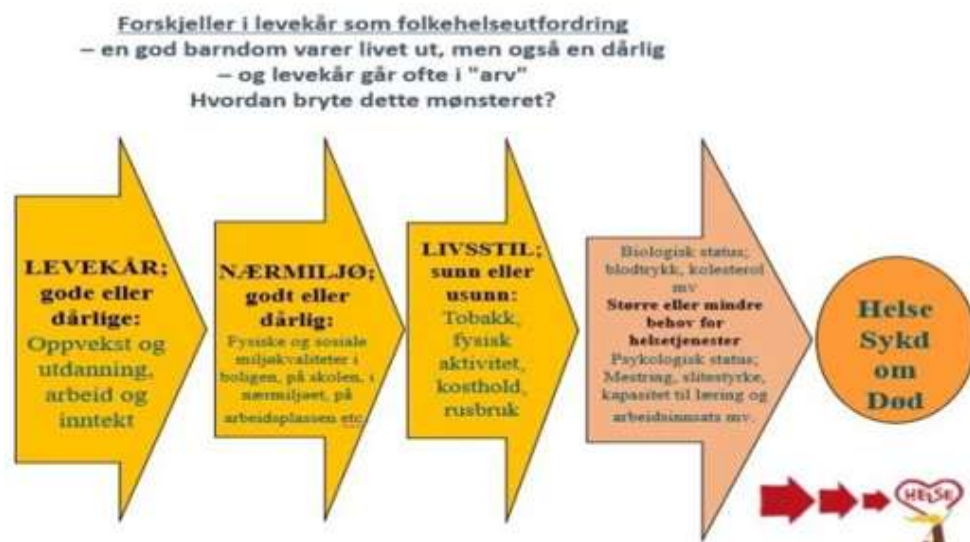 Forskjeller i levekår som folkehelseutfordring
– en god barndom varer livet ut, men også en dårlig
– og levekår går ofte i "arv"
Hvordan bryte dette mønsteret?
LEVEKÅR;
gode eller
dårlige:
Oppvekst og
utdanning,
arbeid og
inntekt
NÆRMILJØ;
godt eller
dårlig:
Fysiske og sosiale
miljøkvaliteter i
boligen, på skolen, i
nærmiljøet, på
arbeidsplassen etc.
LIVSSTIL;
sunn eller
usunn:
Tobakk,
fysisk
aktivitet,
kosthold,
rusbruk
Biologisk status;
blodtrykk, kolesterol
mv
Større eller mindre
behov for
helsetjenester
Psykologisk status;
Mestring, slitestyrke,
kapasitet til læring og
arbeidsinnsats mv.
Helse
Sykd
om
Død
HELSE